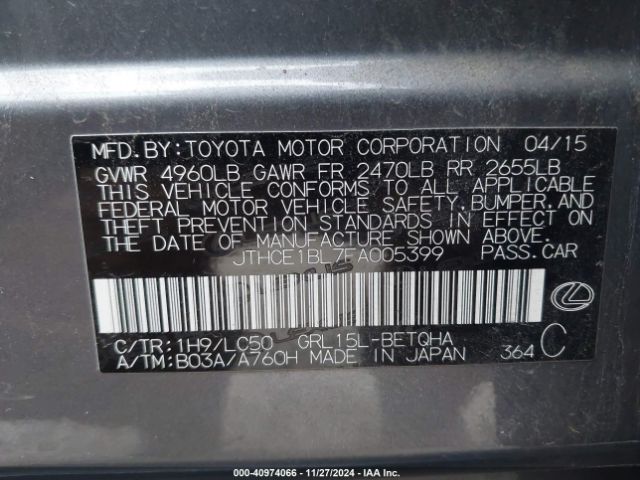 MFD. BY: TOYOTA MOTOR CORPORATION 04/15
GVWR 4960LB GAWR FR 2470LB RR 2655LB
THIS VEHICLE CONFORMS TO ALL APPLICABLE
FEDERAL MOTOR VEHICLE SAFETY, BUMPER, AND
THEFT PREVENTION STANDARDS IN EFFECT ON
THE DATE OF MANUFACTURE SHOWN ABOVE.
JTHCE1BL7FA005399 PASS. CAR
C/TR: 1H9/LC50 GRL15L-BETQHA
A/TM: B03A/A760H MADE IN JAPAN 364 C
000-40974066 - 11/27/2024 - IAA Inc.